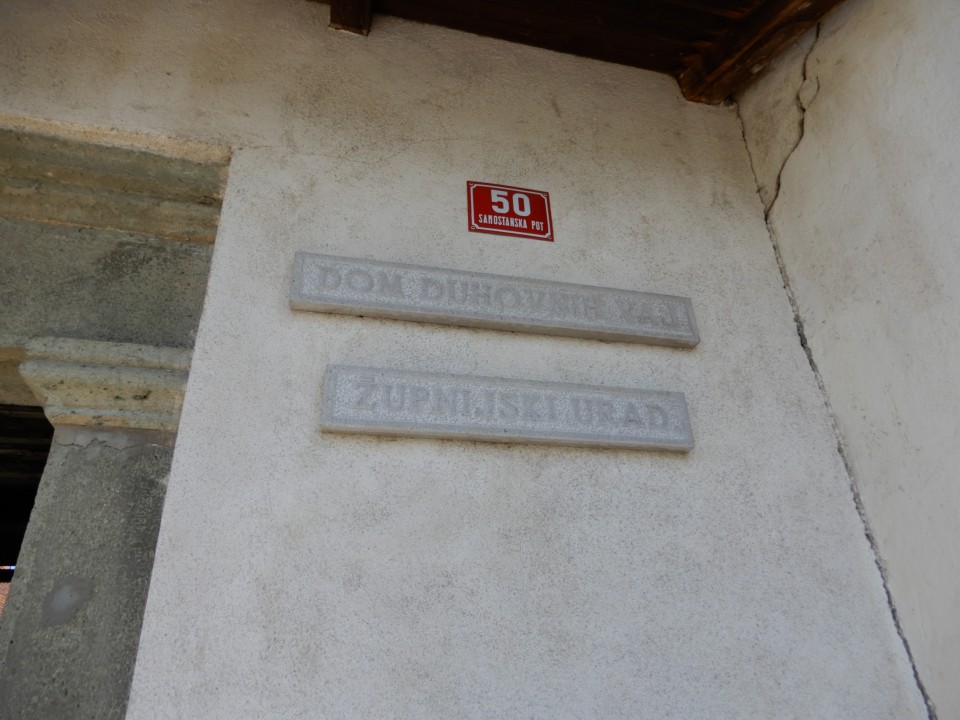 50
SAMOSTANSKA POT
DOM DUHOVNIH VAJ
ŽUPNIJSKI URAD